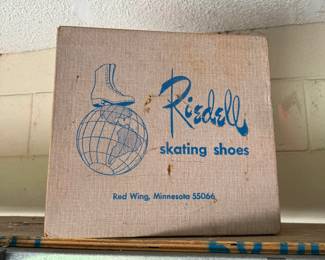 Riedell
skating shoes
Red Wing, Minnesota 55066